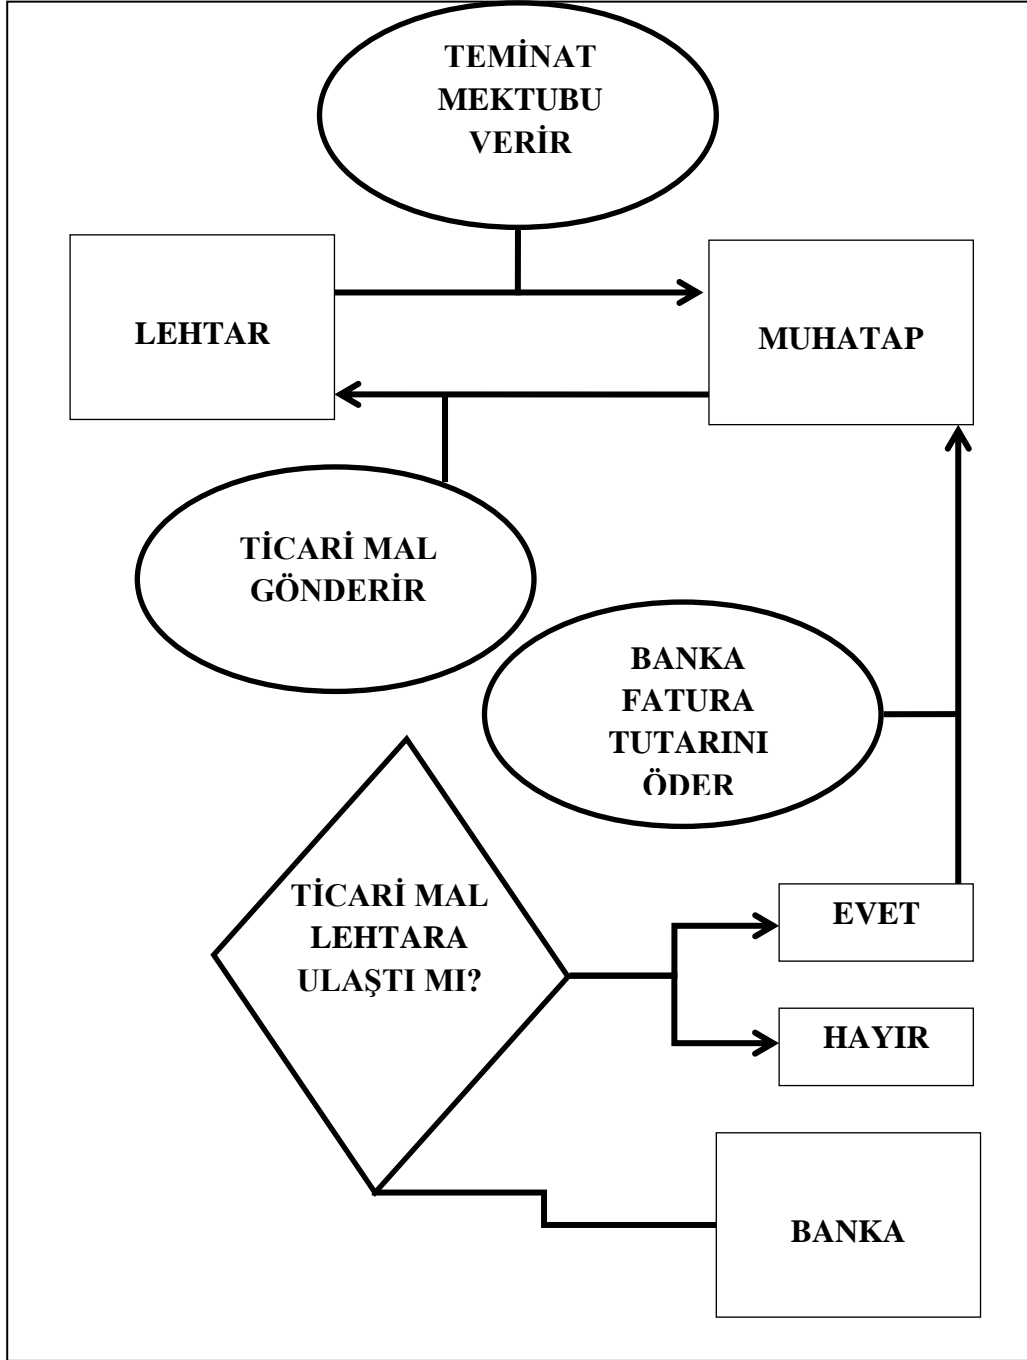 TEMİNAT
MEKTUBU
VERİR
LEHTAR
MUHATAP
TİCARİ MAL
GÖNDERİR
BANKA
FATURA
TUTARINI
ÖDER
TİCARİ MAL
LEHTARA
ULAŞTI MI?
EVET
HAYIR
BANKA